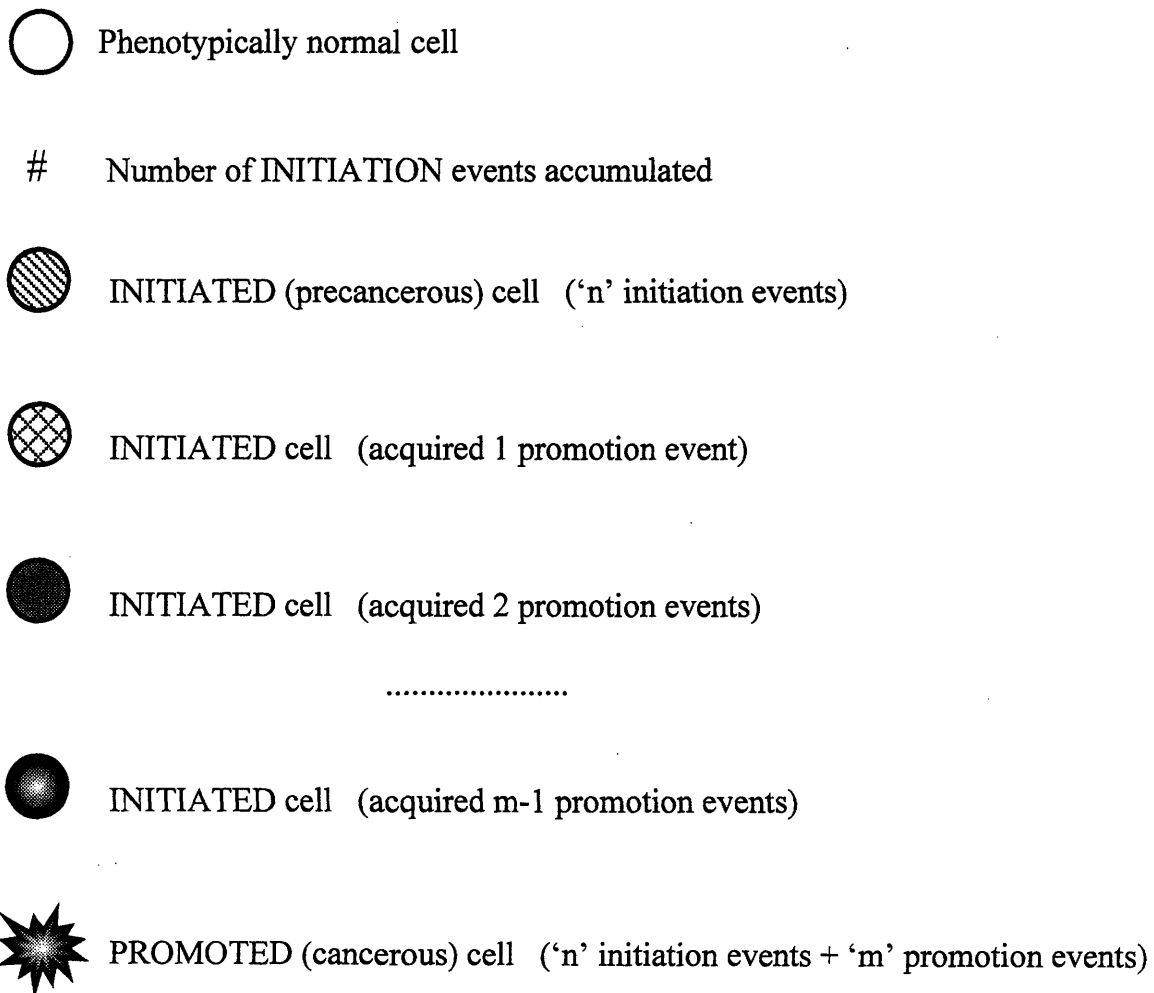 Phenotypically normal cell
# Number of INITIATION events accumulated
INITIATED (precancerous) cell (‘n’ initiation events)
INITIATED cell (acquired 1 promotion event)
INITIATED cell (acquired 2 promotion events)
......................
INITIATED cell (acquired m-1 promotion events)
PROMOTED (cancerous) cell (‘n’ initiation events + ‘m’ promotion events)